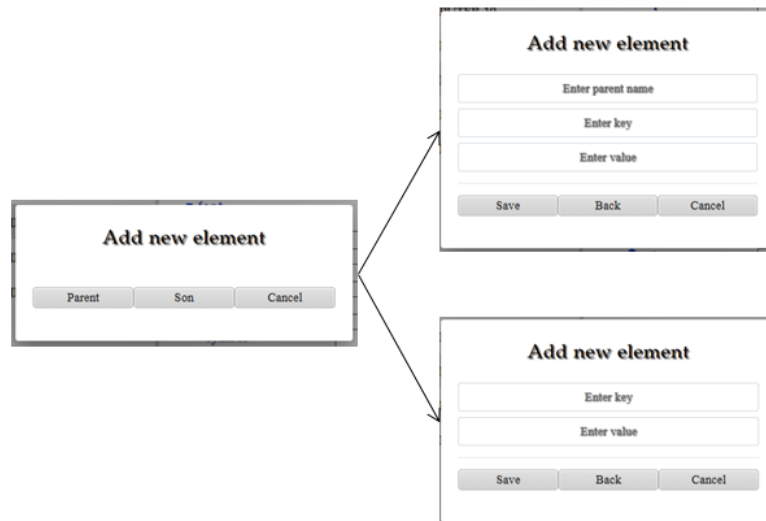 Add new element
Parent Son Cancel
Add new element
Enter parent name
Enter key
Enter value
Save Back Cancel
Add new element
Enter key
Enter value
Save Back Cancel